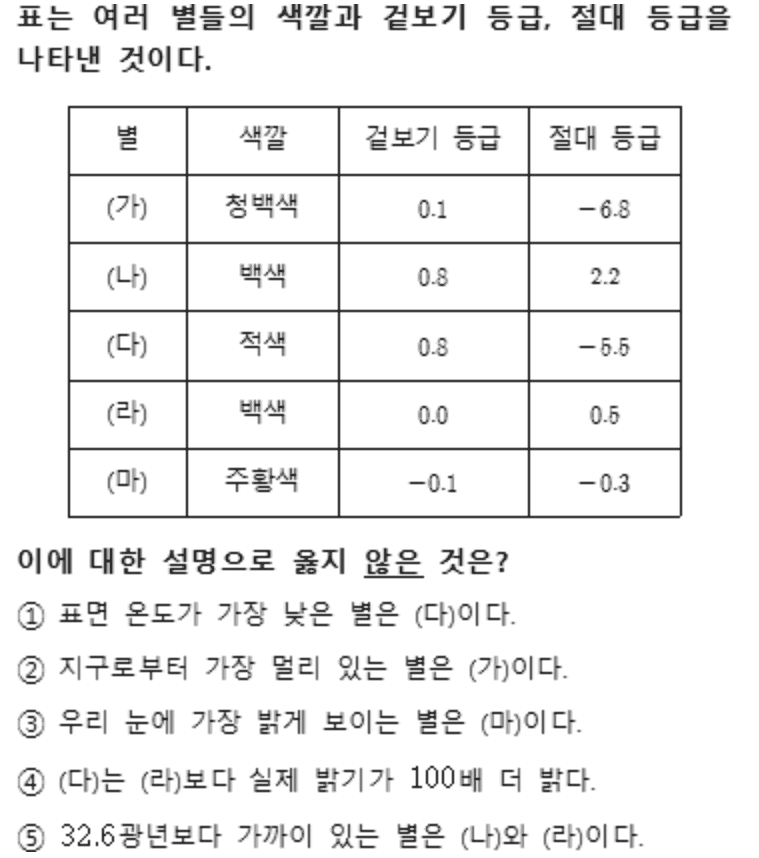 표는 여러 별들의 색깔과 겉보기 등급, 절대 등급을
나타낸 것이다.
별 색깔 겉보기 등급 절대 등급
(가) 청백색 0.1 −6.8
(나) 백색 0.8 2.2
(다) 적색 0.8 −5.5
(라) 백색 0.0 0.5
(마) 주황색 −0.1 −0.3
이에 대한 설명으로 옳지 않은 것은?
① 표면 온도가 가장 낮은 별은 (다)이다.
② 지구로부터 가장 멀리 있는 별은 (가)이다.
③ 우리 눈에 가장 밝게 보이는 별은 (마)이다.
④ (다)는 (라)보다 실제 밝기가 100배 더 밝다.
⑤ 32.6광년보다 가까이 있는 별은 (나)와 (라)이다.